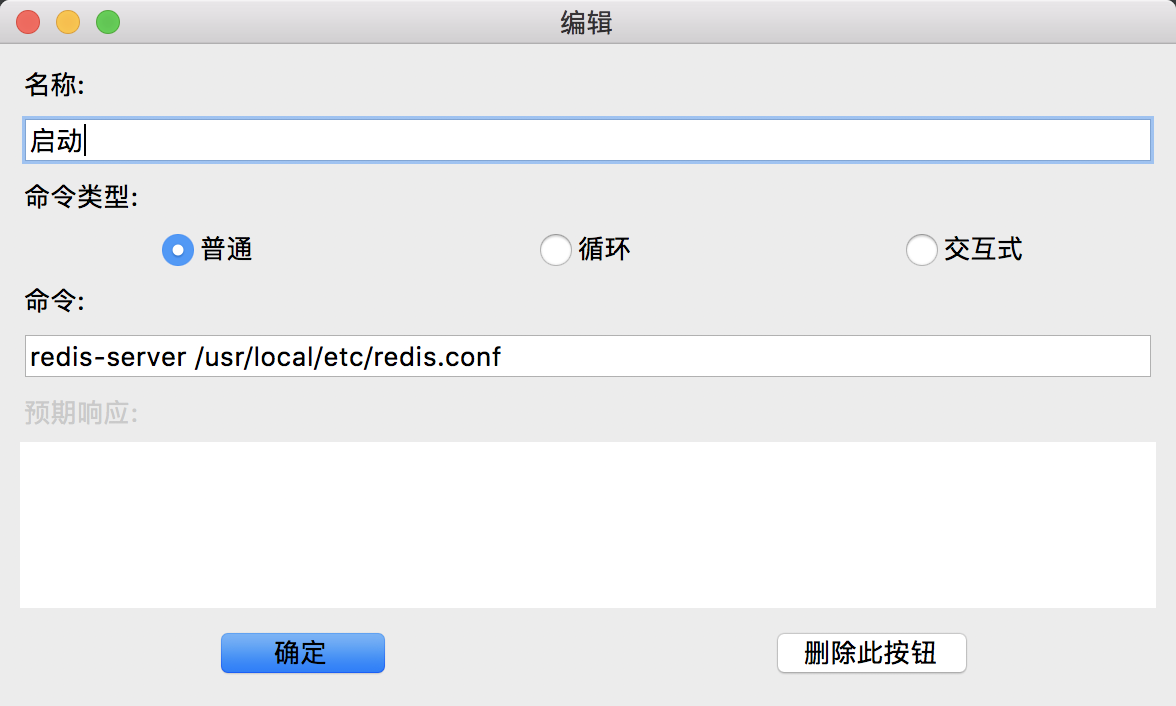 编辑
名称:
启动
命令类型:
普通 循环 交互式
命令:
redis-server /usr/local/etc/redis.conf
预期响应:
确定 删除此按钮